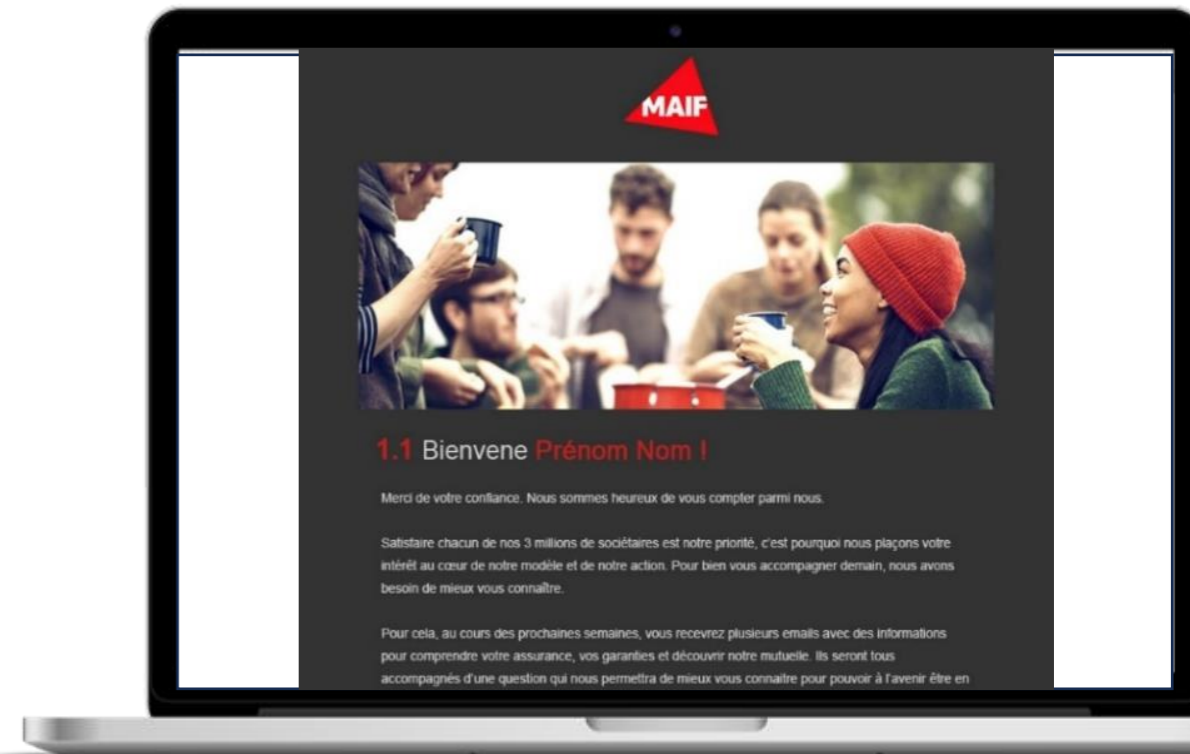 MAIF
1.1 Bienvene Prénom Nom !
Merci de votre confiance. Nous sommes heureux de vous compter parmi nous.
Satisfaire chacun de nos 3 millions de sociétaires est notre priorité, c'est pourquoi nous plaçons votre
intérêt au cœur de notre modèle et de notre action. Pour bien vous accompagner demain, nous avons
besoin de mieux vous connaître.
Pour cela, au cours des prochaines semaines, vous recevrez plusieurs emails avec des informations
pour comprendre votre assurance, vos garanties et découvrir notre mutuelle. Ils seront tous
accompagnés d'une question qui nous permettra de mieux vous connaitre pour pouvoir à l'avenir être en